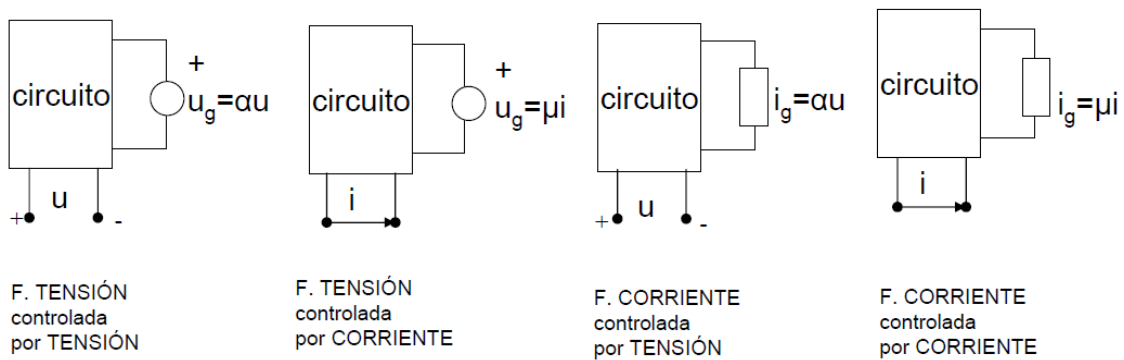 circuito
+
u_g=αu
u
+ -
F. TENSIÓN
controlada
por TENSIÓN
circuito
+
u_g=μi
i
F. TENSIÓN
controlada
por CORRIENTE
circuito
i_g=αu
u
+ -
F. CORRIENTE
controlada
por TENSIÓN
circuito
i_g=μi
i
F. CORRIENTE
controlada
por CORRIENTE